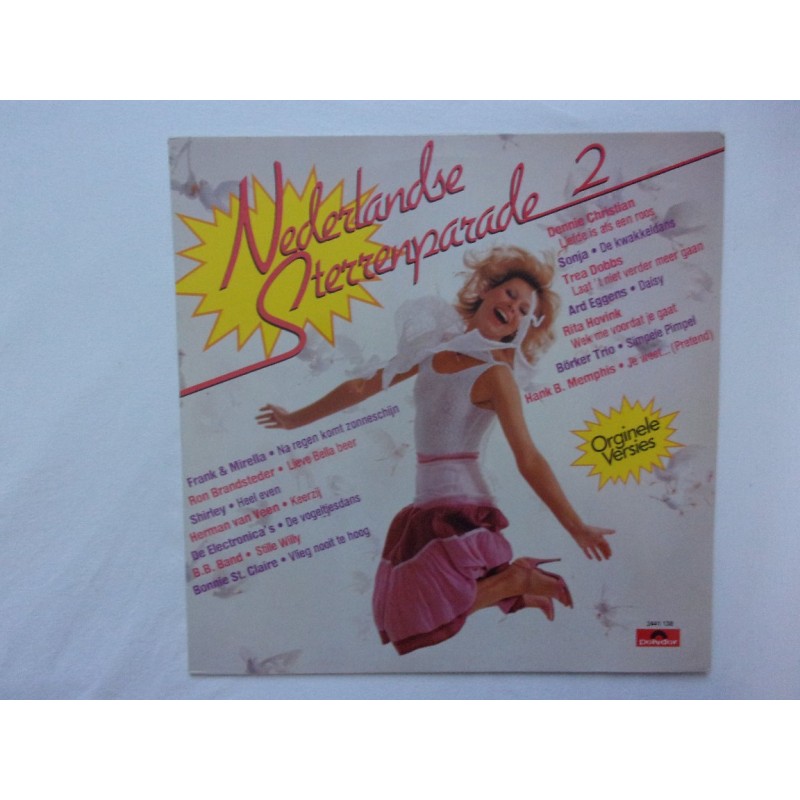 Nederlandse
Sterrenparade 2
Dennie Christian
Liefde is als een roos
Sonja • De kwakkeldans
Trea Dobbs
Laat 't niet verder meer gaan
Ard Eggens • Daisy
Rita Hovink
Wek me voordat je gaat
Börker Trio • Simpele Pimpel
Hank B. Memphis • Je weet... (Pretend)
Orginele
Versies
Frank & Mirella • Na regen komt zonneschijn
Ron Brandsteder • Lieve Bella beer
Shirley • Heel even
Herman van Veen • Keerzij
De Electronica's • De vogeltjesdans
B.B. Band • Stille Willy
Bonnie St. Claire • Vlieg nooit te hoog
2441 138
Polydor